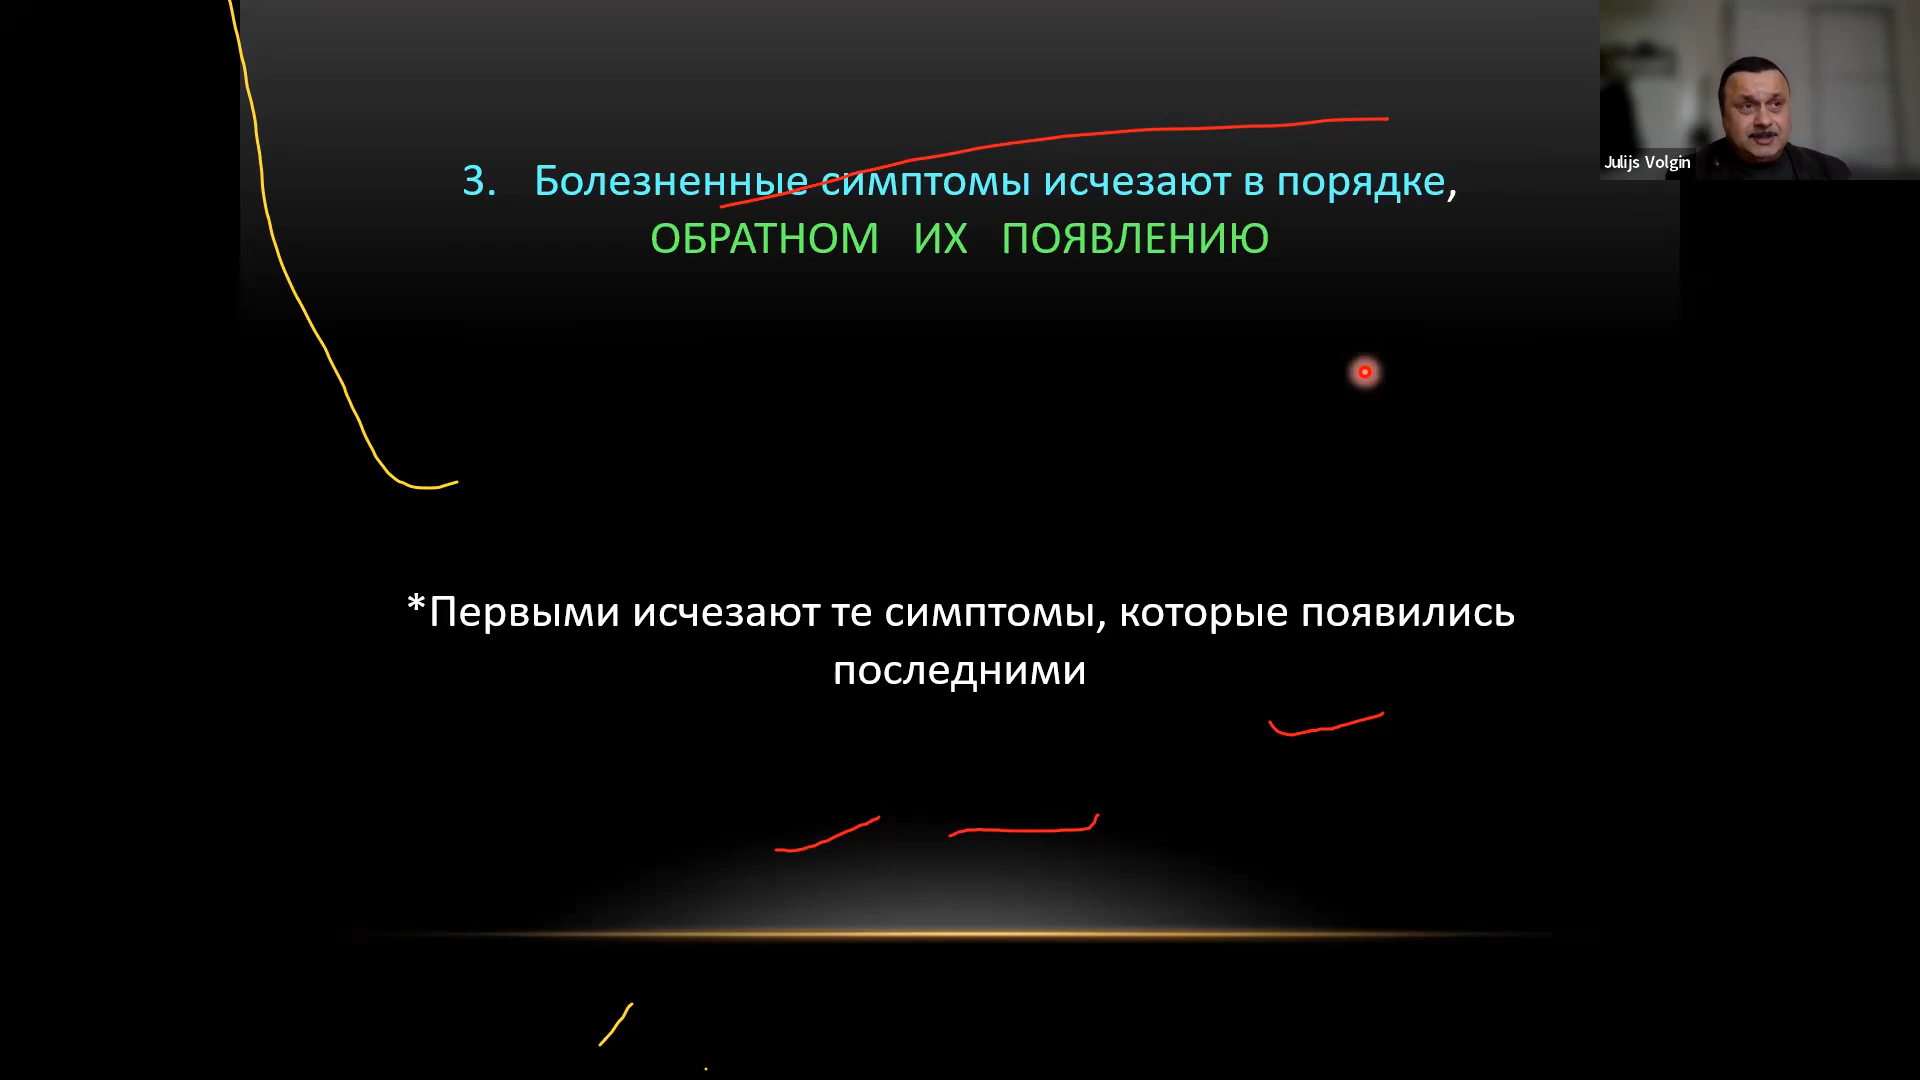 3. Болезненные симптомы исчезают в порядке,
ОБРАТНОМ ИХ ПОЯВЛЕНИЮ
*Первыми исчезают те симптомы, которые появились
последними
Julijs Volgin